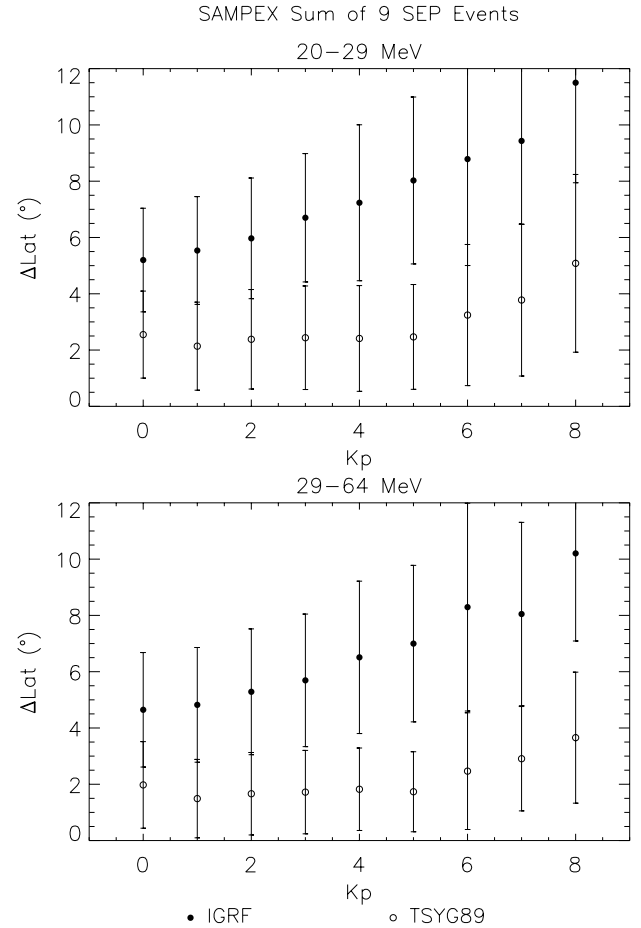 SAMPEX Sum of 9 SEP Events
20−29 MeV
12
10
8
6
4
2
0
ΔLat (°)
0 2 4 6 8
Kp
29−64 MeV
12
10
8
6
4
2
0
ΔLat (°)
0 2 4 6 8
Kp
IGRF TSYG89